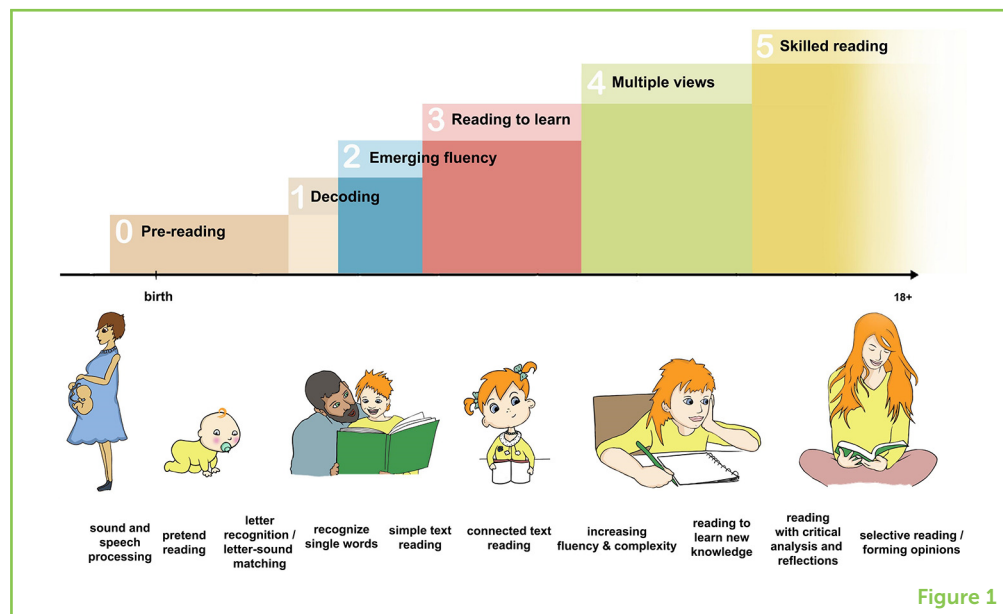 5 Skilled reading
4 Multiple views
3 Reading to learn
2 Emerging fluency
1 Decoding
0 Pre-reading
birth
18+
sound and
speech
processing
pretend
reading
letter
recognition /
letter-sound
matching
recognize
single words
simple text
reading
connected text
reading
increasing
fluency & complexity
reading to
learn new
knowledge
reading
with critical
analysis and
reflections
selective reading /
forming opinions
Figure 1